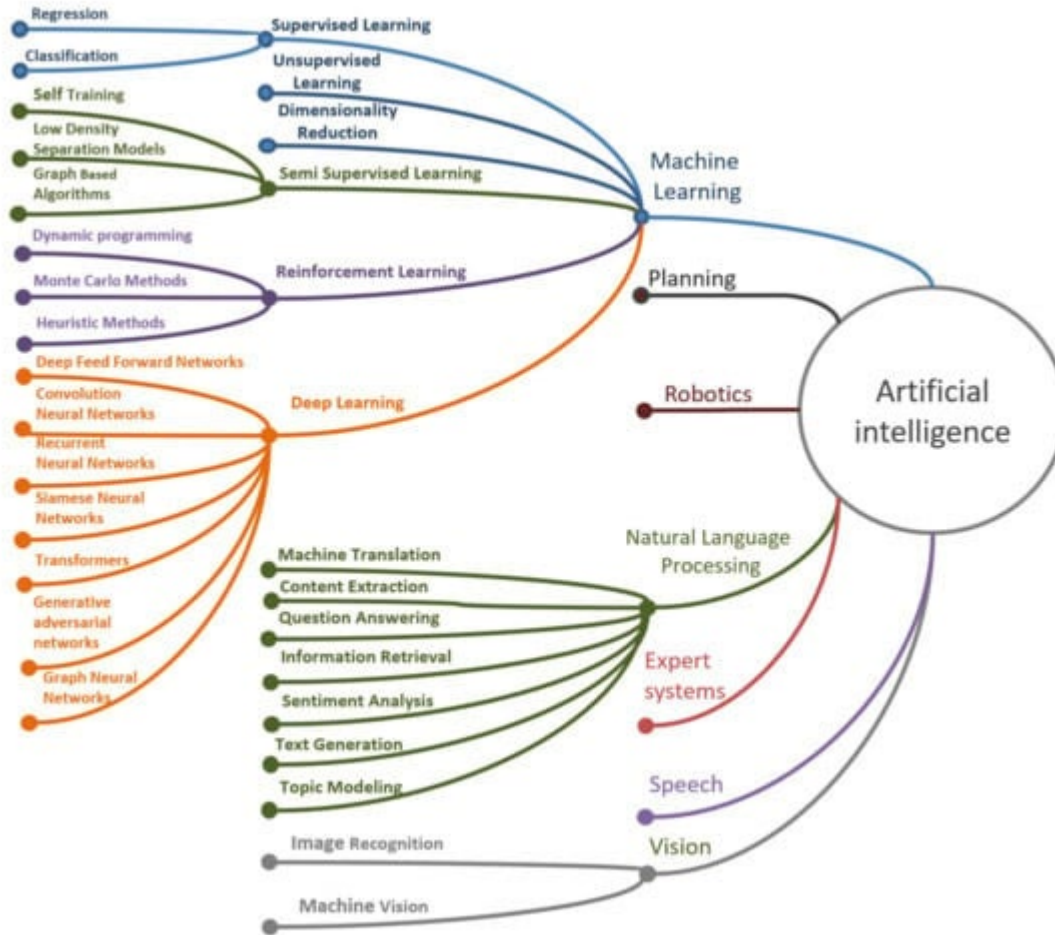 Regression
Supervised Learning
Classification
Unsupervised
Learning
Self Training
Dimensionality
Reduction
Low Density
Separation Models
Graph Based
Algorithms
Semi Supervised Learning
Machine
Learning
Dynamic programming
Monte Carlo Methods
Reinforcement Learning
Heuristic Methods
Planning
Deep Feed Forward Networks
Convolution
Neural Networks
Deep Learning
Robotics
Artificial
intelligence
Recurrent
Neural Networks
Siamese Neural
Networks
Transformers
Generative
adversarial
networks
Graph Neural
Networks
Natural Language
Processing
Machine Translation
Content Extraction
Question Answering
Information Retrieval
Sentiment Analysis
Text Generation
Topic Modeling
Expert
systems
Speech
Vision
Image Recognition
Machine Vision